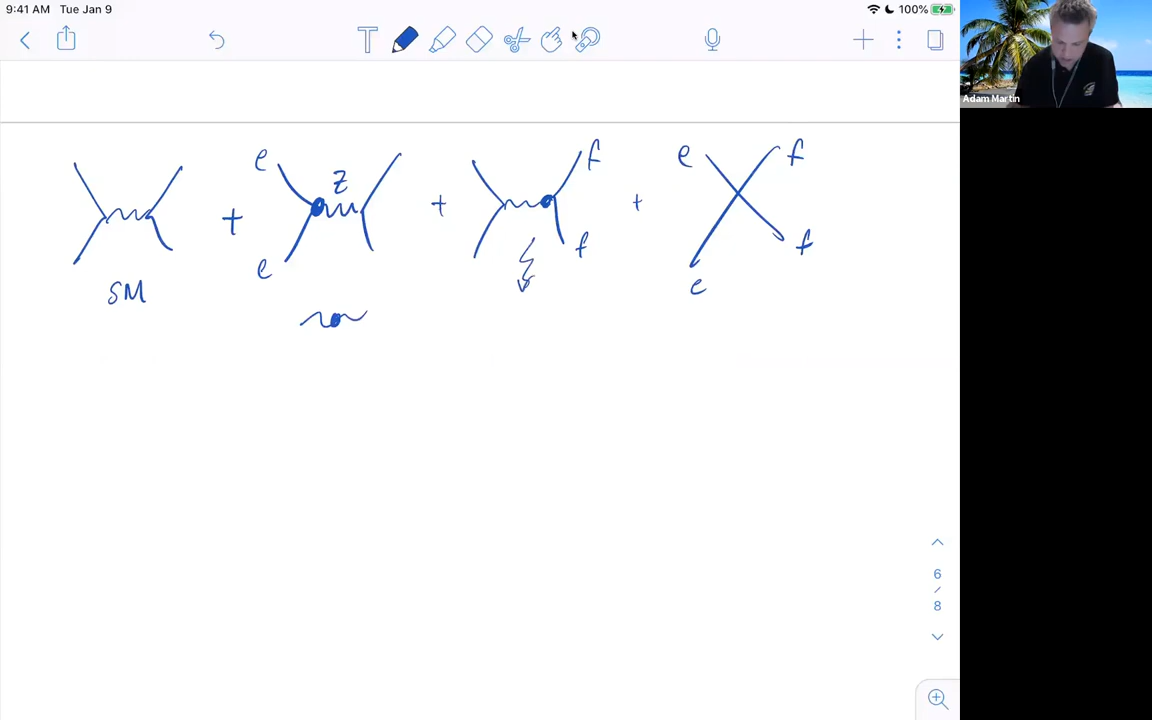 9:41 AM Tue Jan 9
100%
T
Adam Martin
e Z f e f
+ + +
e f e f
SM
6
/
8